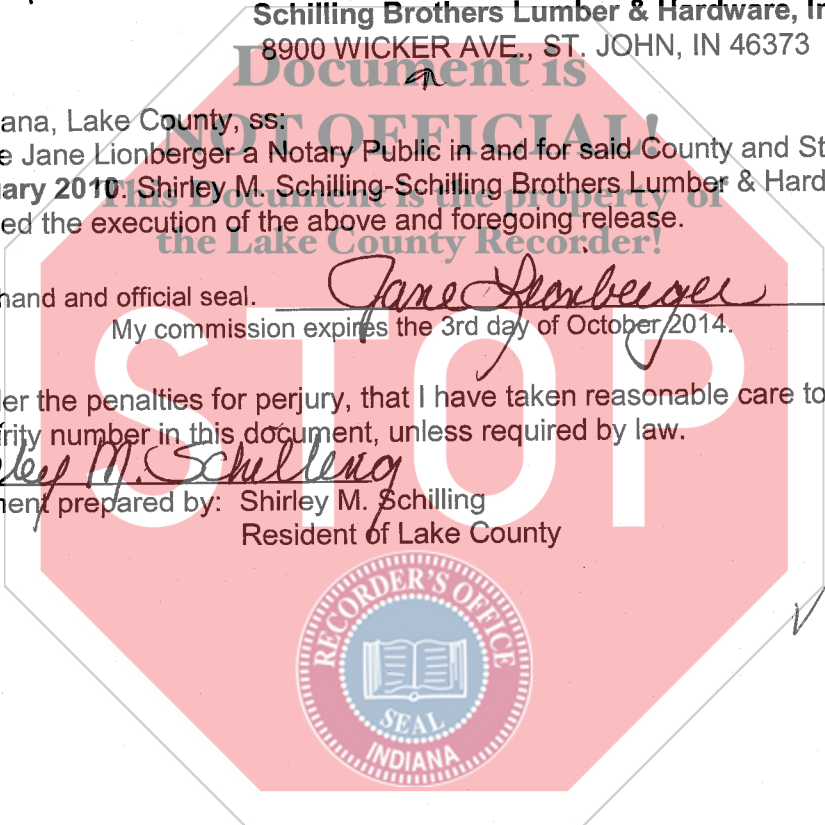 Schilling Brothers Lumber & Hardware, In
8900 WICKER AVE., ST. JOHN, IN 46373
Document is
NOT OFFICIAL!
This Document is the property of
the Lake County Recorder!
ana, Lake County, ss:
e Jane Lionberger a Notary Public in and for said County and St
ary 2010. Shirley M. Schilling-Schilling Brothers Lumber & Hard
ed the execution of the above and foregoing release.
hand and official seal. Jane Lionberger
My commission expires the 3rd day of October 2014.
er the penalties for perjury, that I have taken reasonable care to
rity number in this document, unless required by law.
ley M. Schilling
ent prepared by: Shirley M. Schilling
Resident of Lake County
STOP
RECORDER'S OFFICE
SEAL
INDIANA